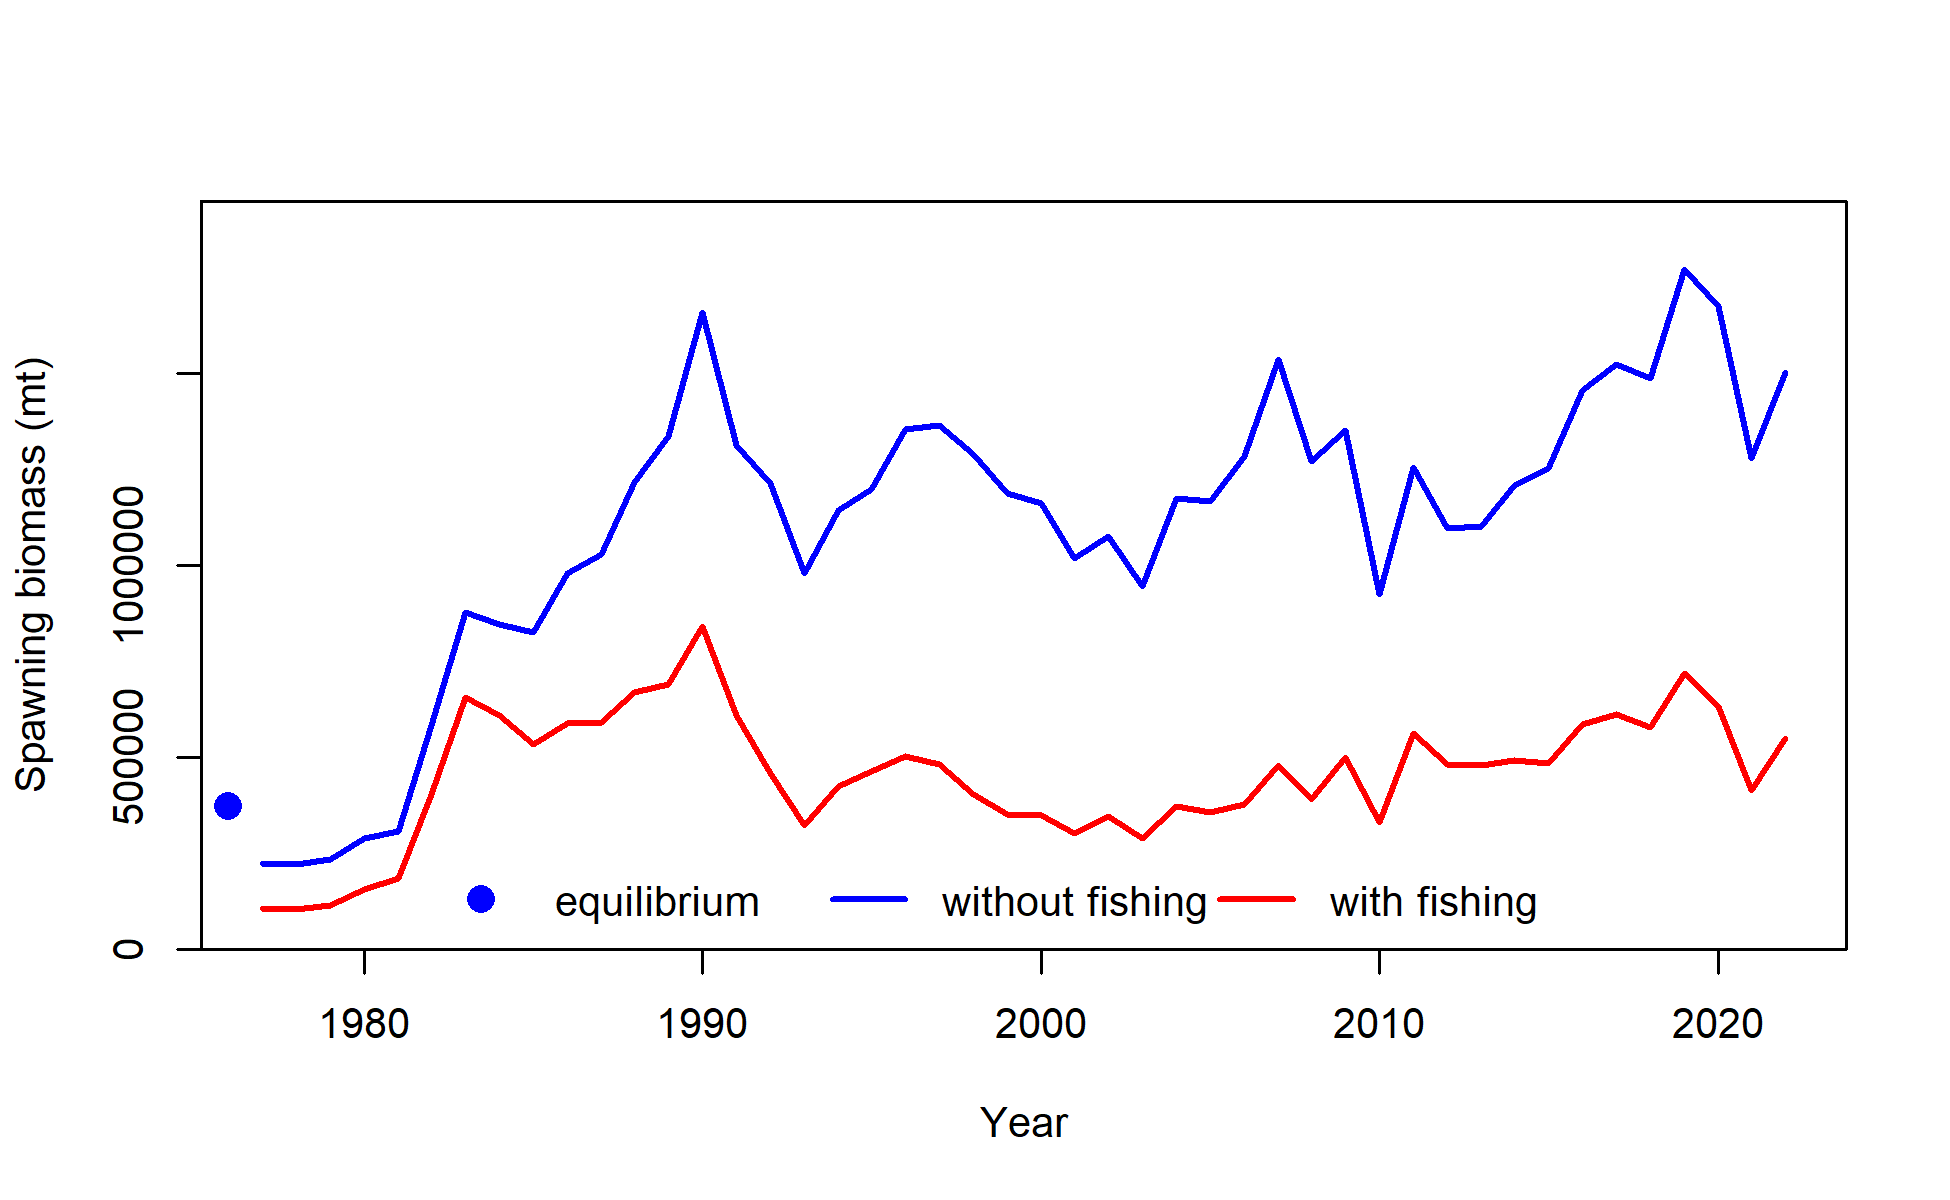 Spawning biomass (mt)
1000000
500000
0
equilibrium without fishing with fishing
1980 1990 2000 2010 2020
Year